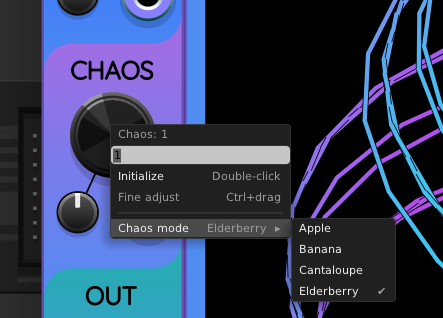 CHAOS
Chaos: 1
1
Initialize Double-click
Fine adjust Ctrl+drag
Chaos mode Elderberry ▸
Apple
Banana
Cantaloupe
Elderberry ✔
OUT